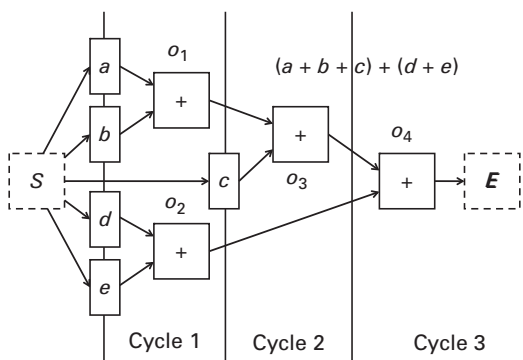 o1
(a + b + c) + (d + e)
a
+
b
+
o4
S
c
o3
+
E
d
o2
+
e
Cycle 1
Cycle 2
Cycle 3